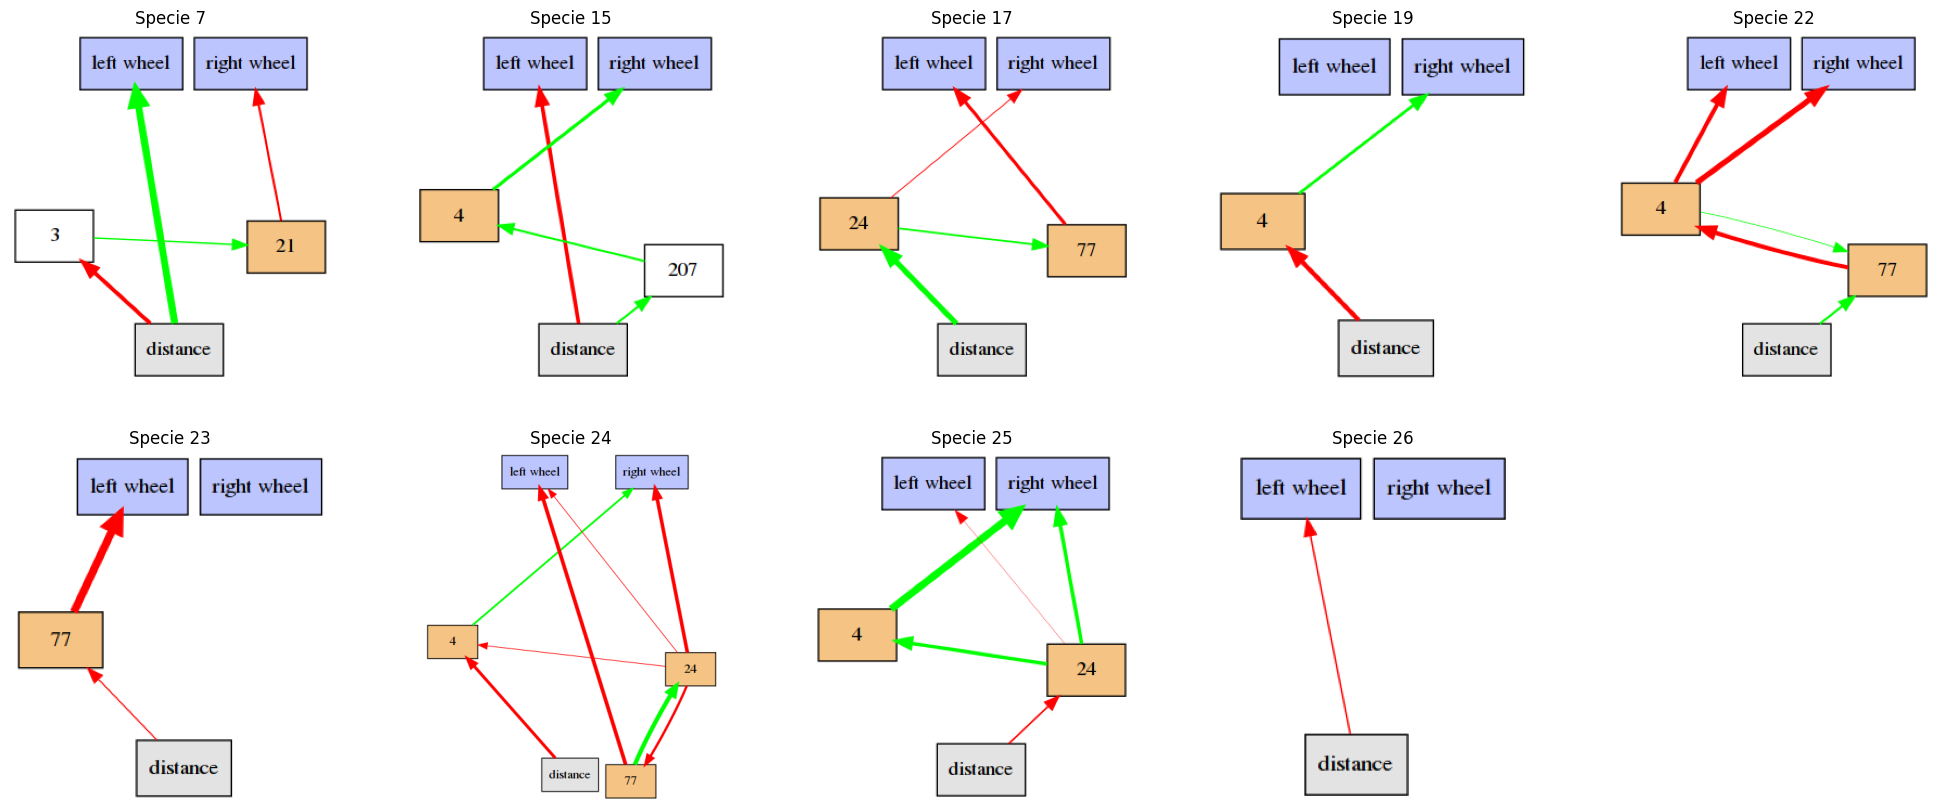 Specie 7
left wheel
right wheel
3
21
distance
Specie 15
left wheel
right wheel
4
207
distance
Specie 17
left wheel
right wheel
24
77
distance
Specie 19
left wheel
right wheel
4
distance
Specie 22
left wheel
right wheel
4
77
distance
Specie 23
left wheel
right wheel
77
distance
Specie 24
left wheel
right wheel
4
24
distance
77
Specie 25
left wheel
right wheel
4
24
distance
Specie 26
left wheel
right wheel
distance